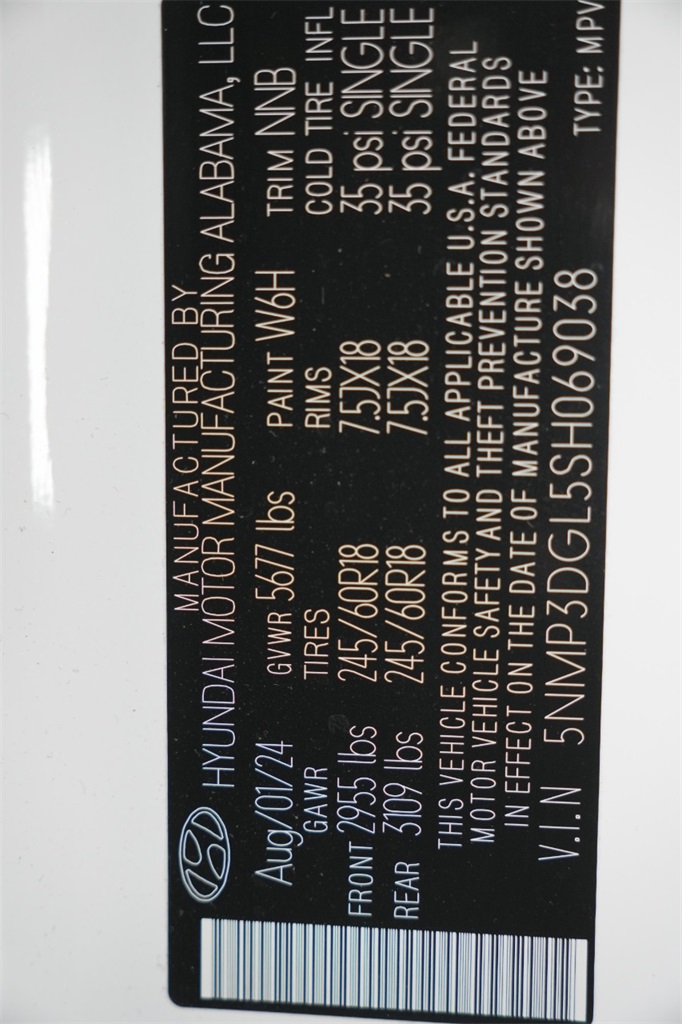 MANUFACTURED BY
HYUNDAI MOTOR MANUFACTURING ALABAMA, LLC
Aug/01/24 GVWR 5677 lbs PAINT W6H TRIM NNB
GAWR TIRES RIMS COLD TIRE INFL
FRONT 2955 lbs 245/60R18 7.5JX18 35 psi SINGLE
REAR 3109 lbs 245/60R18 7.5JX18 35 psi SINGLE
THIS VEHICLE CONFORMS TO ALL APPLICABLE U.S.A. FEDERAL
MOTOR VEHICLE SAFETY AND THEFT PREVENTION STANDARDS
IN EFFECT ON THE DATE OF MANUFACTURE SHOWN ABOVE
V.I.N 5NMP3DGL5SH069038 TYPE: MPV